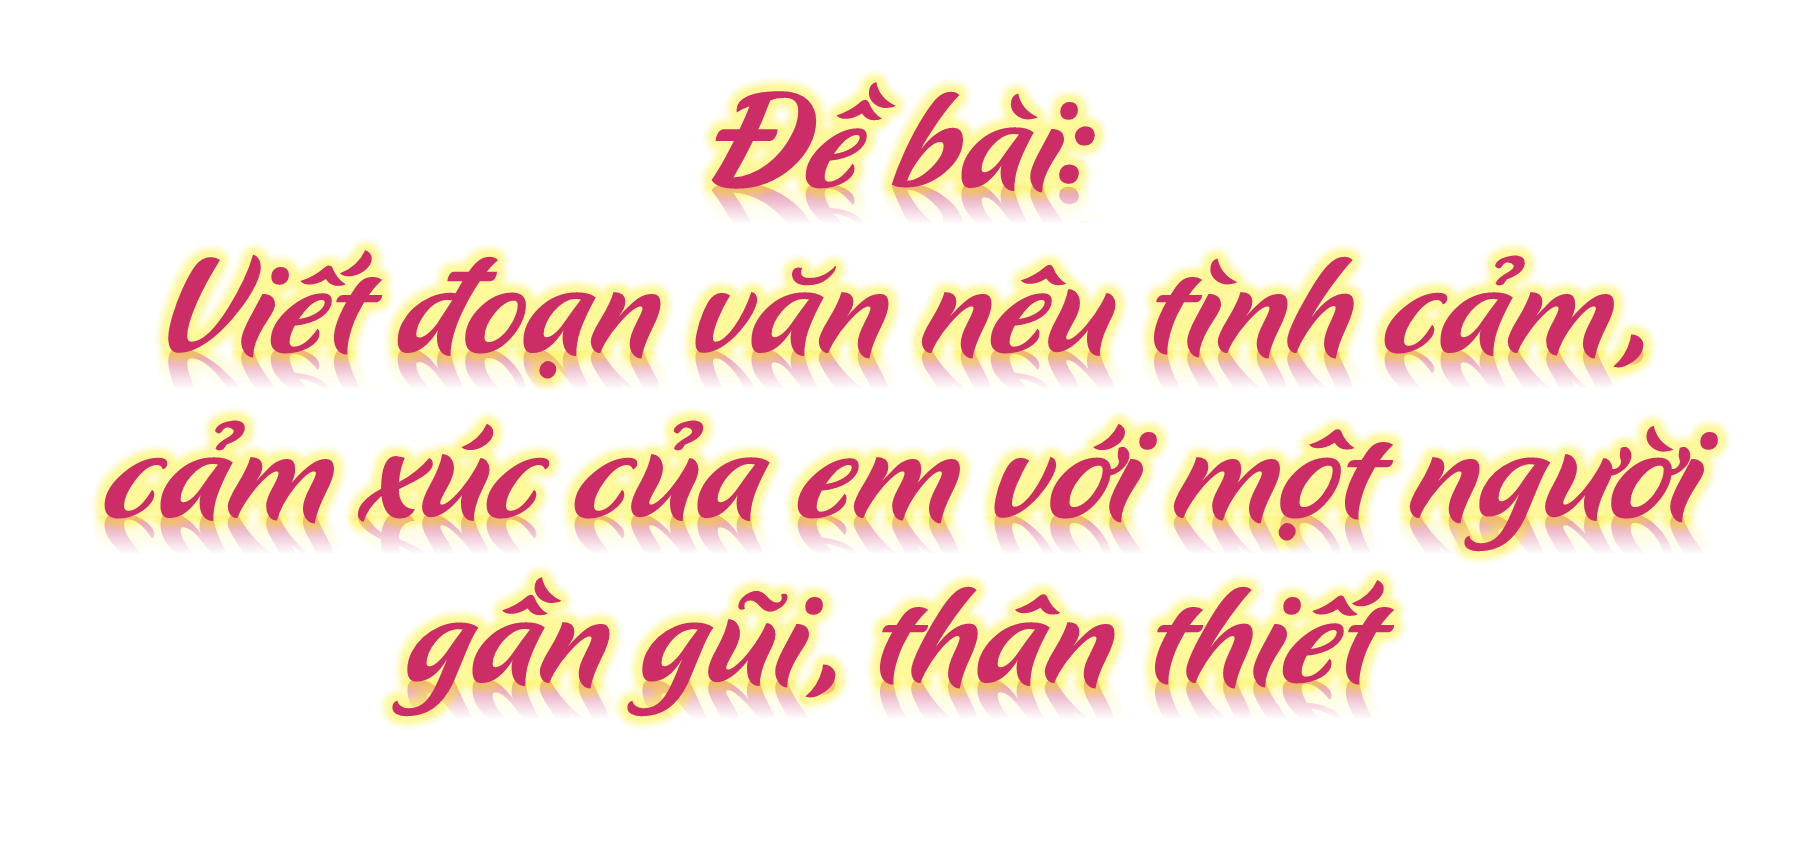 Đề bài:
Viết đoạn văn nêu tình cảm,
cảm xúc của em với một người
gần gũi, thân thiết